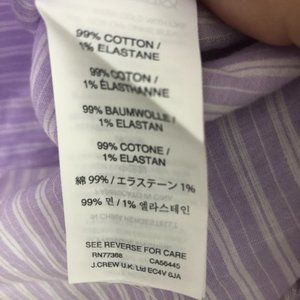 99% COTTON /
1% ELASTANE
99% COTON /
1% ÉLASTHANNE
99% BAUMWOLLE /
1% ELASTAN
99% COTONE /
1% ELASTAN
綿 99% / エラステーン 1%
99% 면 / 1% 엘라스테인
SEE REVERSE FOR CARE
RN77388 CA56445
J.CREW U.K. Ltd EC4V 6JA